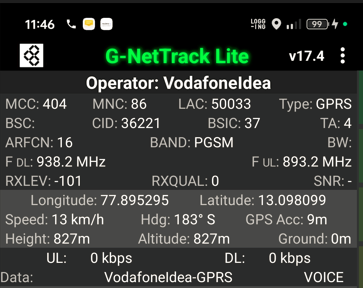 11:46 LOGG-ING 99
G-NetTrack Lite v17.4
Operator: VodafoneIdea
MCC: 404 MNC: 86 LAC: 50033 Type: GPRS
BSC: CID: 36221 BSIC: 37 TA: 4
ARFCN: 16 BAND: PGSM BW:
F DL: 938.2 MHz F UL: 893.2 MHz
RXLEV: -101 RXQUAL: 0 SNR: -
Longitude: 77.895295 Latitude: 13.098099
Speed: 13 km/h Hdg: 183° S GPS Acc: 9m
Height: 827m Altitude: 827m Ground: 0m
UL: 0 kbps DL: 0 kbps
Data: VodafoneIdea-GPRS VOICE